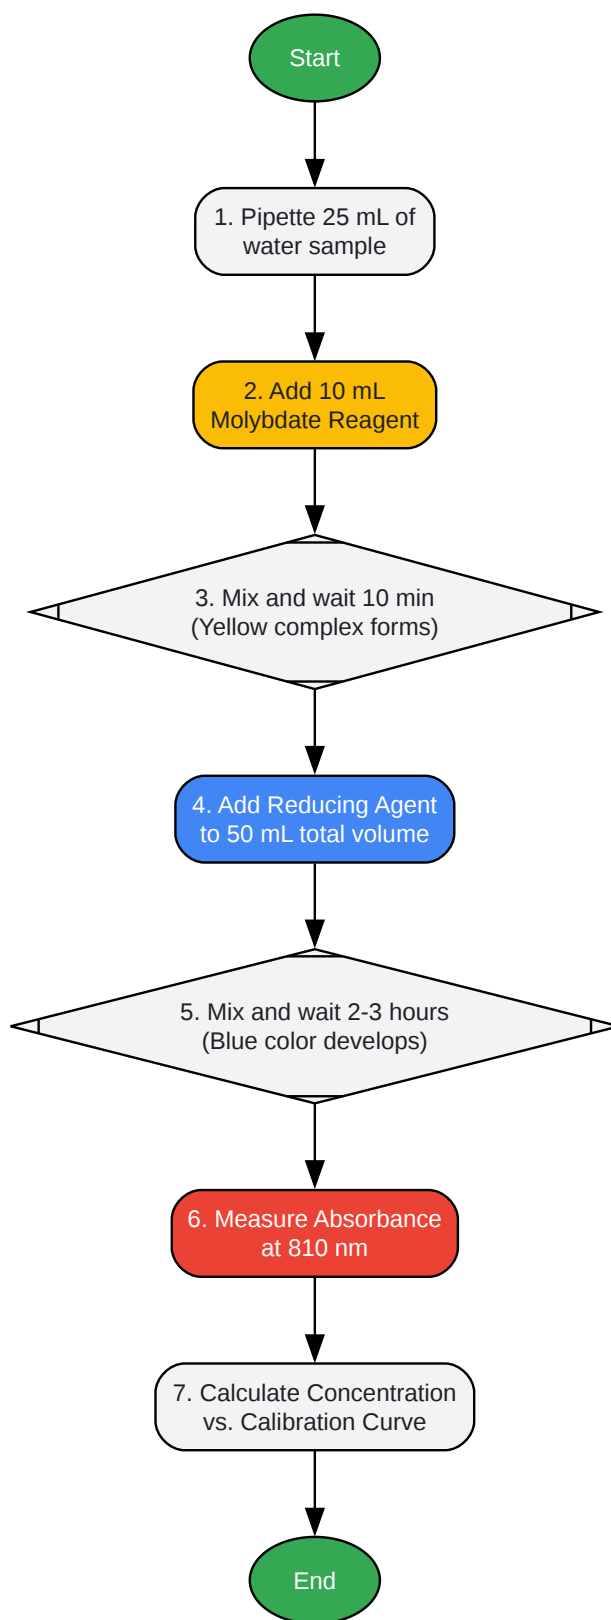 Start
1. Pipette 25 mL of
water sample
2. Add 10 mL
Molybdate Reagent
3. Mix and wait 10 min
(Yellow complex forms)
4. Add Reducing Agent
to 50 mL total volume
5. Mix and wait 2-3 hours
(Blue color develops)
6. Measure Absorbance
at 810 nm
7. Calculate Concentration
vs. Calibration Curve
End